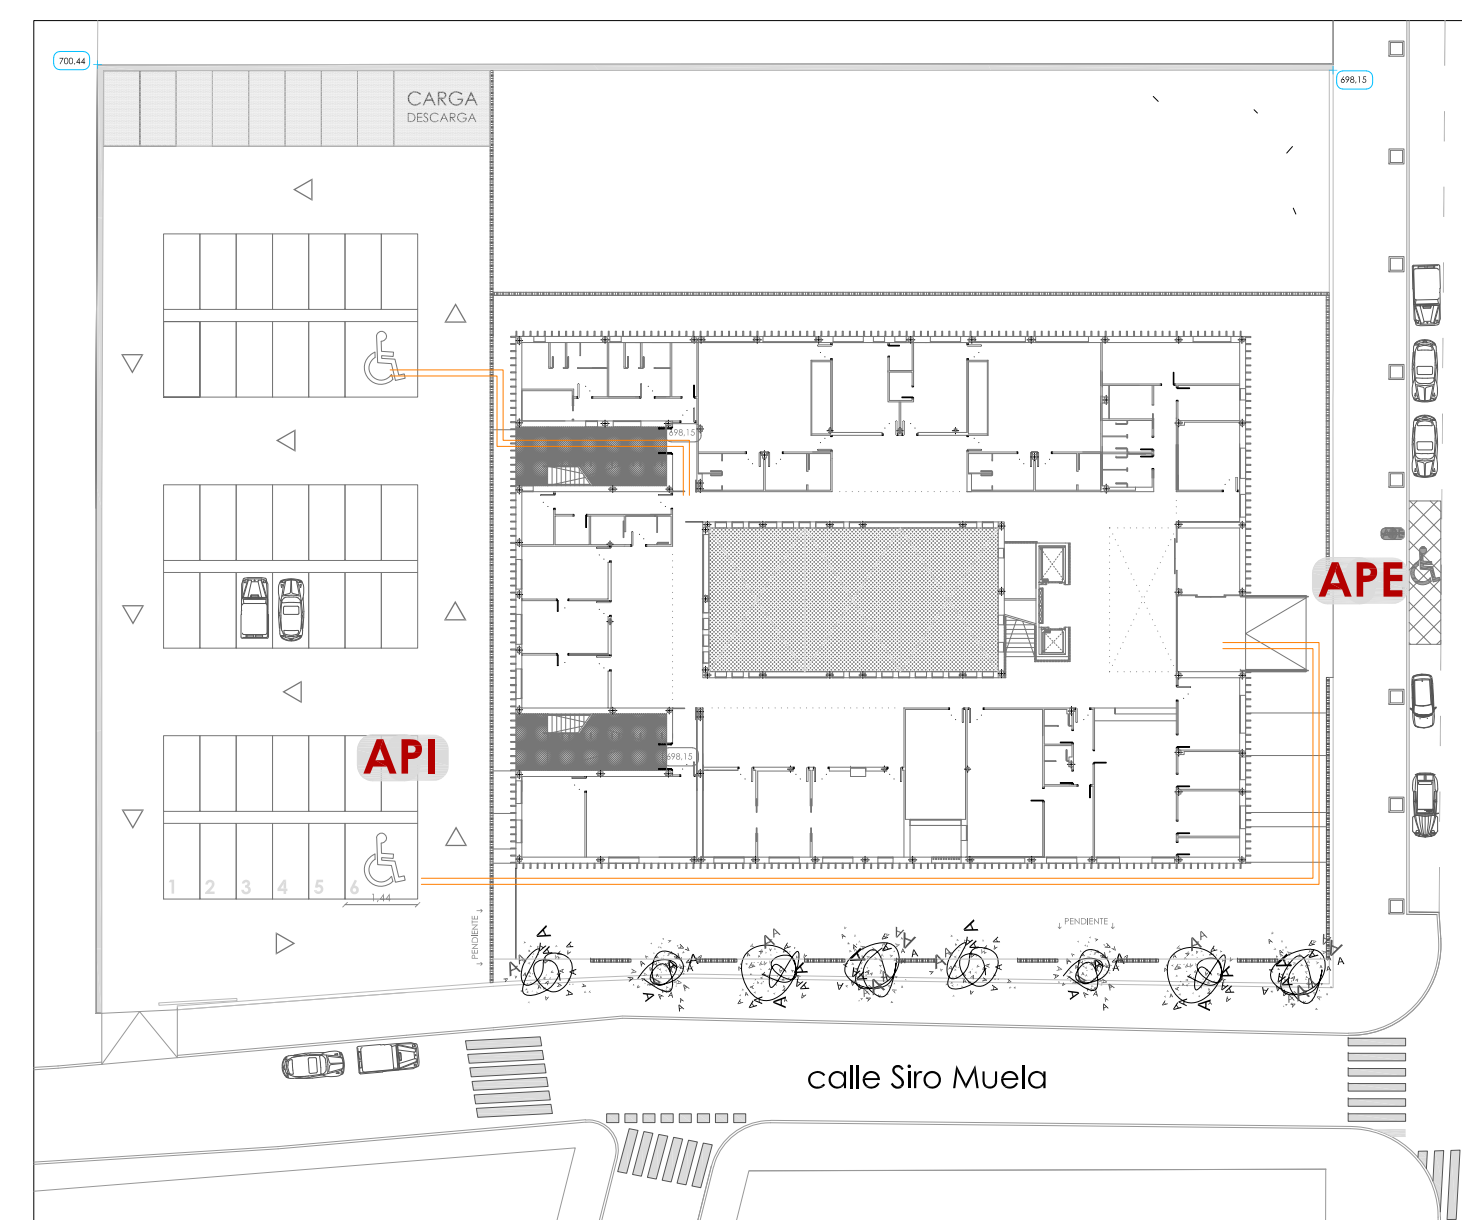 700,44
698,15
CARGA
DESCARGA
698,15
APE
API
698,15
1 2 3 4 5 6
1,44
PENDIENTE
PENDIENTE
calle Siro Muela